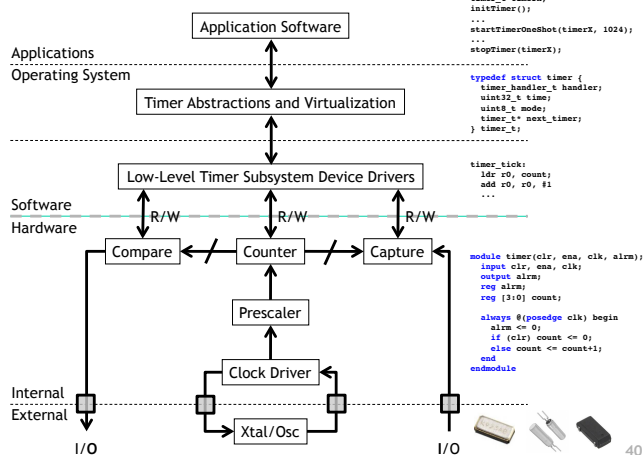 initTimer();
...
startTimerOneShot(timerX, 1024);
...
stopTimer(timerX);
Application Software
Applications
Operating System
Timer Abstractions and Virtualization
typedef struct timer {
timer_handler_t handler;
uint32_t time;
uint8_t mode;
timer_t* next_timer;
} timer_t;
Low-Level Timer Subsystem Device Drivers
timer_tick:
ldr r0, count;
add r0, r0, #1
...
Software
Hardware
R/W
R/W
R/W
Compare
Counter
Capture
module timer(clr, ena, clk, alrm);
input clr, ena, clk;
output alrm;
reg alrm;
reg [3:0] count;
always @(posedge clk) begin
alrm <= 0;
if (clr) count <= 0;
else count <= count+1;
end
endmodule
Prescaler
Clock Driver
Internal
External
Xtal/Osc
I/O
I/O
40